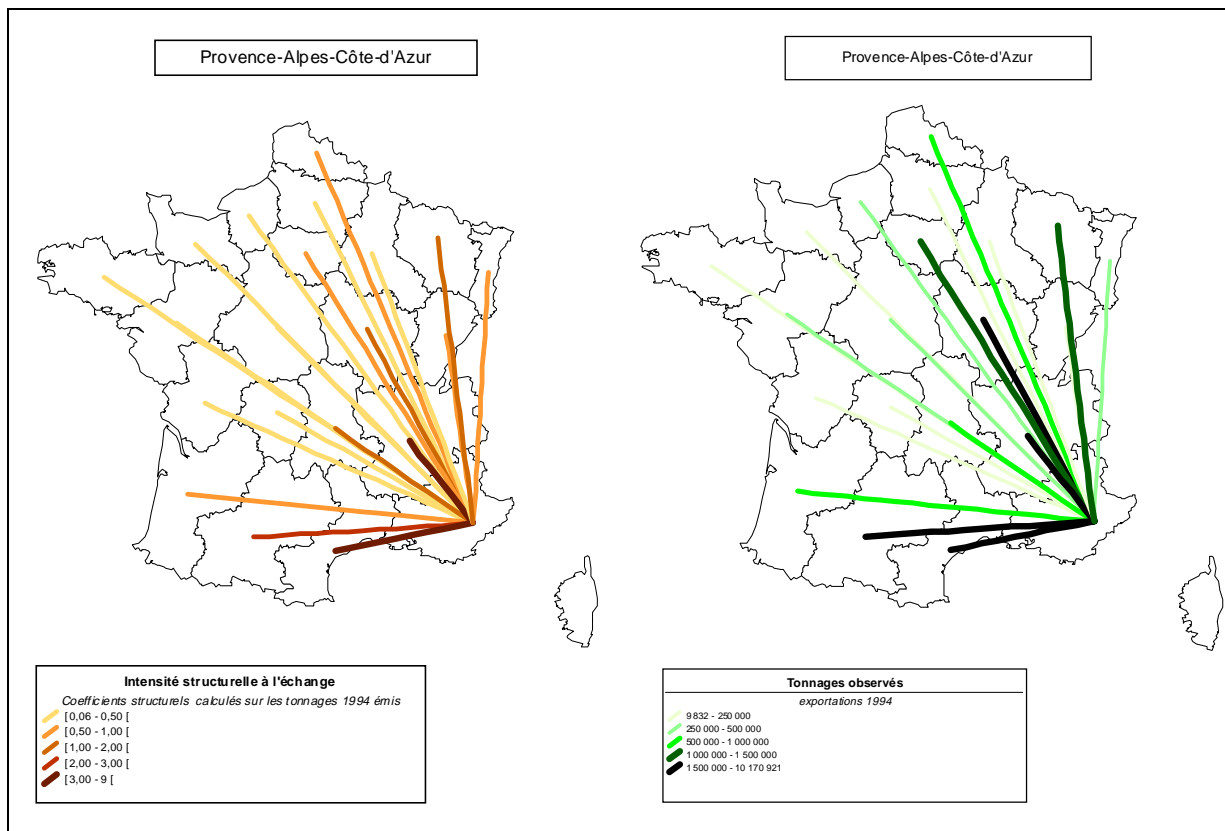 Provence-Alpes-Côte-d'Azur
Provence-Alpes-Côte-d'Azur
Intensité structurelle à l'échange
Coefficients structurels calculés sur les tonnages 1994 émis
[0,06 - 0,50 [
[0,50 - 1,00 [
[1,00 - 2,00 [
[2,00 - 3,00 [
[3,00 - 9 [
Tonnages observés
exportations 1994
9 832 - 250 000
250 000 - 500 000
500 000 - 1 000 000
1 000 000 - 1 500 000
1 500 000 - 10 170 921